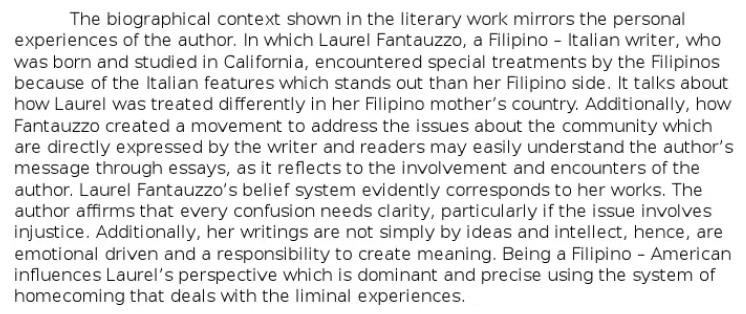 The biographical context shown in the literary work mirrors the personal
experiences of the author. In which Laurel Fantauzzo, a Filipino – Italian writer, who
was born and studied in California, encountered special treatments by the Filipinos
because of the Italian features which stands out than her Filipino side. It talks about
how Laurel was treated differently in her Filipino mother's country. Additionally, how
Fantauzzo created a movement to address the issues about the community which
are directly expressed by the writer and readers may easily understand the author's
message through essays, as it reflects to the involvement and encounters of the
author. Laurel Fantauzzo's belief system evidently corresponds to her works. The
author affirms that every confusion needs clarity, particularly if the issue involves
injustice. Additionally, her writings are not simply by ideas and intellect, hence, are
emotional driven and a responsibility to create meaning. Being a Filipino – American
influences Laurel's perspective which is dominant and precise using the system of
homecoming that deals with the liminal experiences.